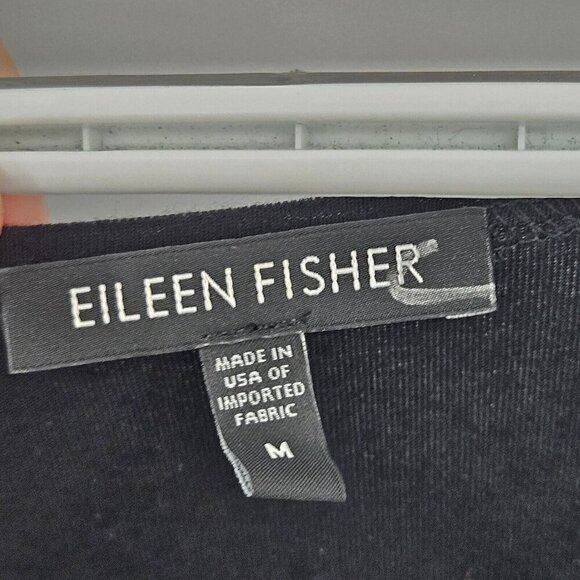 EILEEN FISHER
MADE IN
USA OF
IMPORTED
FABRIC
M